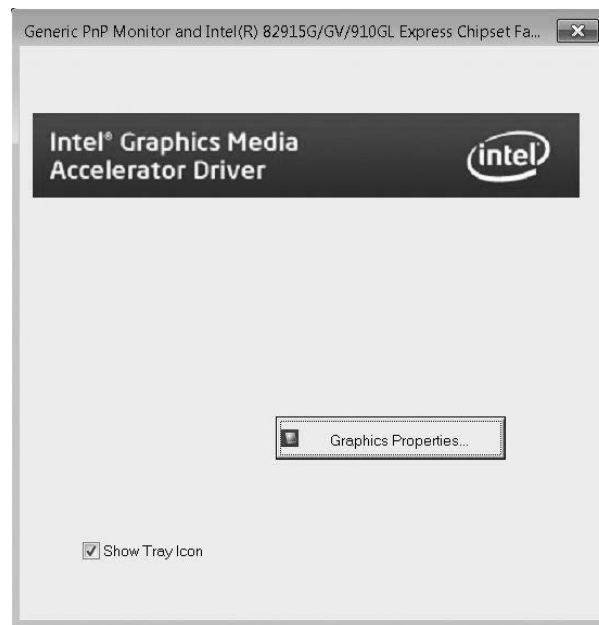 Generic PnP Monitor and Intel(R) 82915G/GV/910GL Express Chipset Fa...
Intel® Graphics Media
Accelerator Driver
intel
Graphics Properties...
Show Tray Icon